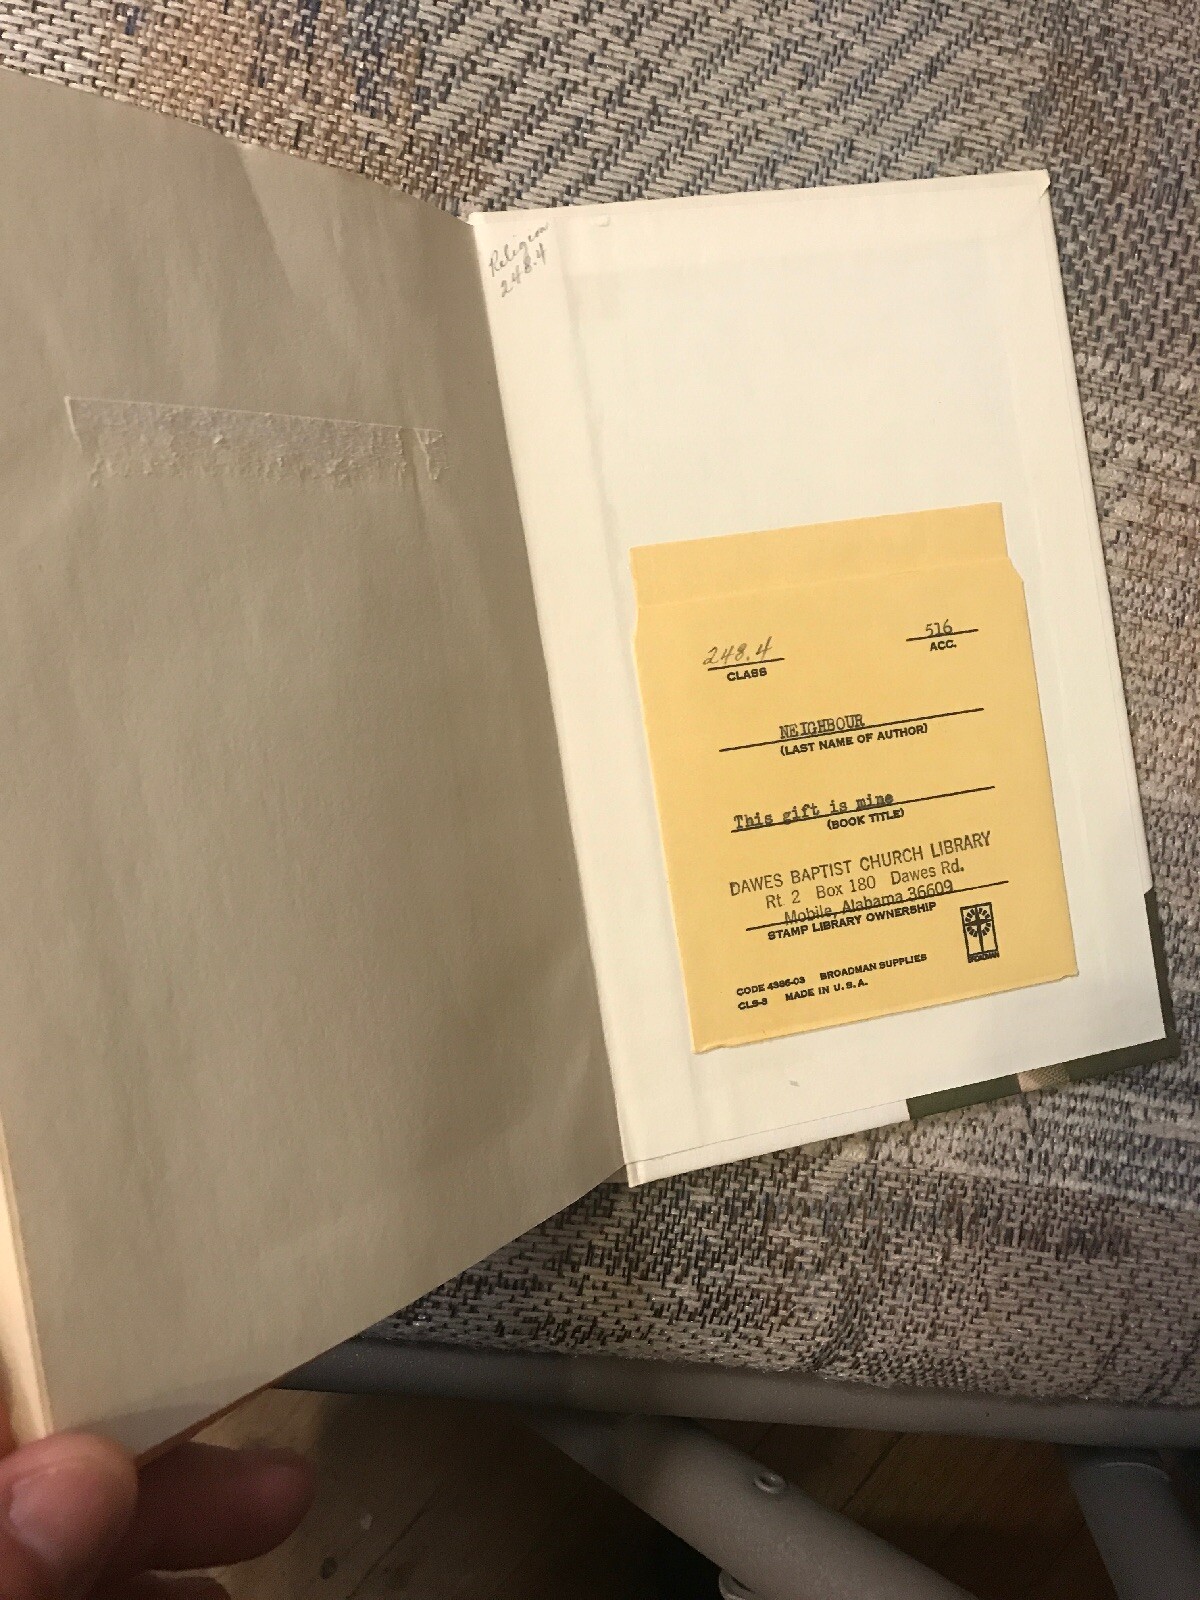 Religion
248.4
248.4
CLASS
516
ACC.
NEIGHBOUR
(LAST NAME OF AUTHOR)
This gift is mine
(BOOK TITLE)
DAWES BAPTIST CHURCH LIBRARY
Rt. 2 Box 180 Dawes Rd.
Mobile, Alabama 36609
STAMP LIBRARY OWNERSHIP
BROADMAN
CODE 4386-03 BROADMAN SUPPLIES
CLS-8 MADE IN U.S.A.